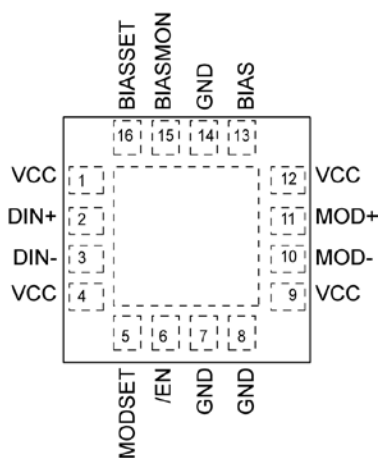 BIASSET
BIASMON
GND
BIAS
16 15 14 13
VCC 1 12 VCC
DIN+ 2 11 MOD+
DIN- 3 10 MOD-
VCC 4 9 VCC
5 6 7 8
MODSET
/EN
GND
GND